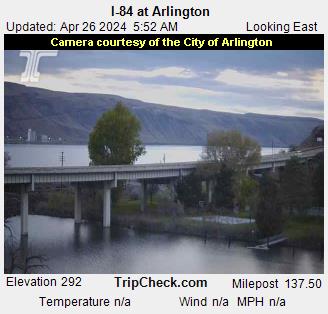 I-84 at Arlington
Updated: Apr 26 2024 5:52 AM Looking East
Camera courtesy of the City of Arlington
Elevation 292 TripCheck.com Milepost 137.50
Temperature n/a Wind n/a MPH n/a